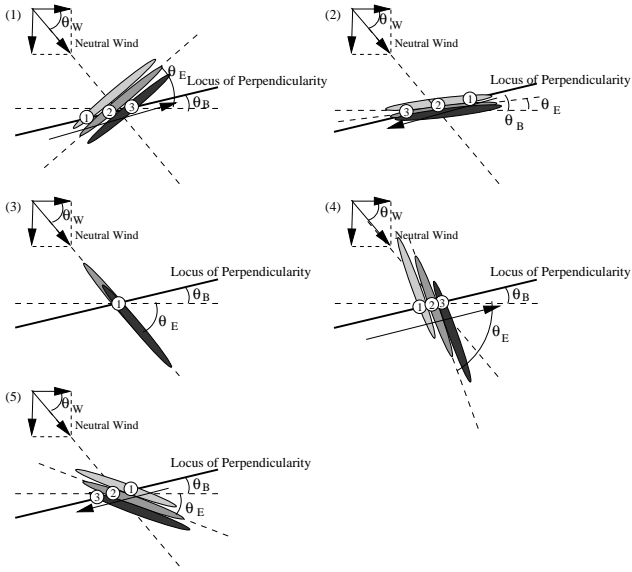 (1)
θW
Neutral Wind
θE
Locus of Perpendicularity
θB
1 2 3
(2)
θW
Neutral Wind
Locus of Perpendicularity
3 2 1
θB
θE
(3)
θW
Neutral Wind
Locus of Perpendicularity
1
θB
θE
(4)
θW
Neutral Wind
Locus of Perpendicularity
1 2 3
θB
θE
(5)
θW
Neutral Wind
Locus of Perpendicularity
3 2 1
θB
θE